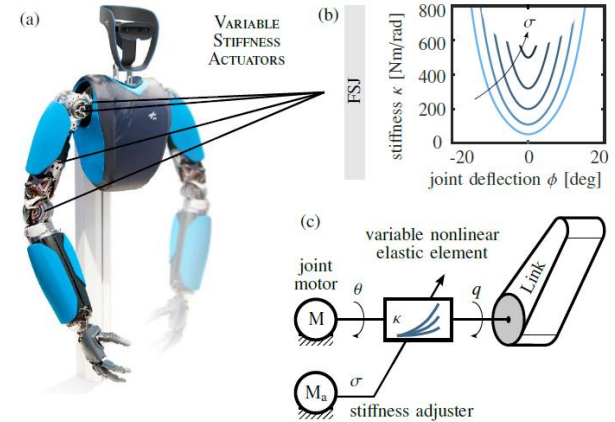 (a)
VARIABLE
STIFFNESS
ACTUATORS
(b)
FSJ
stiffness κ [Nm/rad]
800
600
400
200
0
σ
-20
0
20
joint deflection ϕ [deg]
(c)
variable nonlinear
elastic element
joint
motor
M
θ
κ
q
Link
Mₐ
σ
stiffness adjuster